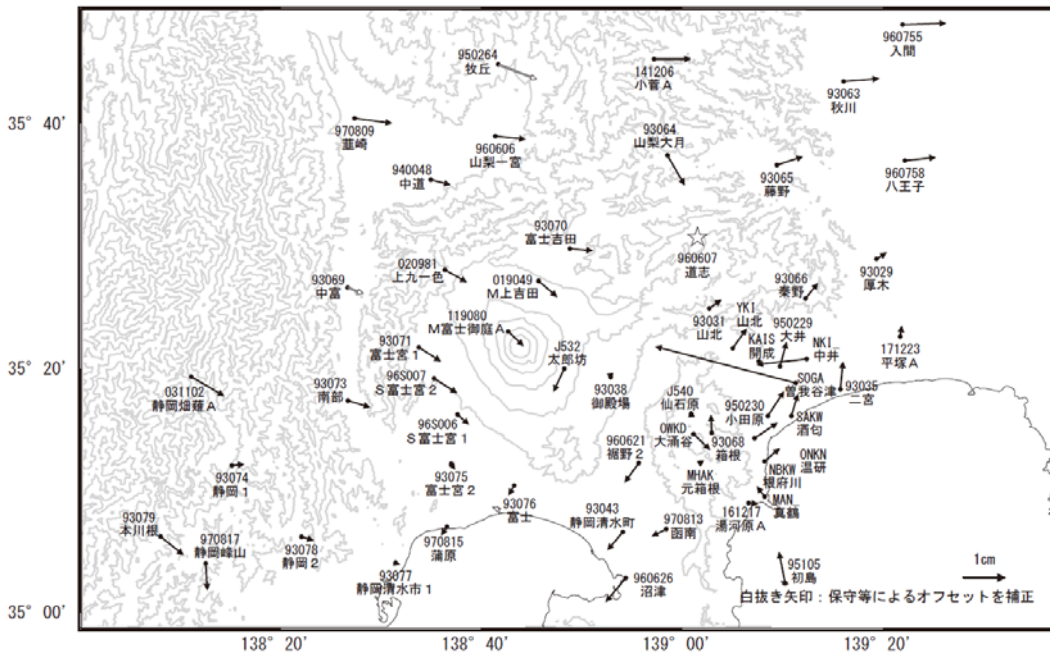 960755
入間
950264
牧丘
141206
小菅A
93063
秋川
35° 40′
970809
韮崎
960606
山梨一宮
93064
山梨大月
940048
中道
93065
藤野
960758
八王子
93070
富士吉田
960607
道志
020981
上九一色
019049
M上吉田
93069
中富
93066
秦野
93029
厚木
119080
M富士御庭A
93031
山北
YKI_
山北
950229
大井
KAIS
開成
NKI_
中井
171223
平塚A
J532
太郎坊
93071
富士宮1
35° 20′
96S007
S富士宮2
031102
静岡畑薙A
93073
南部
93038
御殿場
J540
仙石原
SOGA
曽我谷津
93035
二宮
950230
小田原
SAKW
酒匂
96S006
S富士宮1
OWKD
大涌谷
93068
箱根
960621
裾野2
ONKN
温研
93074
静岡1
93075
富士宮2
MHAK
元箱根
NBKW
根府川
MAN_
真鶴
93076
富士
93043
静岡清水町
161217
湯河原A
93079
本川根
970817
静岡峰山
93078
静岡2
970815
蒲原
970813
函南
93077
静岡清水市1
960626
沼津
95105
初島
1cm
白抜き矢印：保守等によるオフセットを補正
35° 00′
138° 20′
138° 40′
139° 00′
139° 20′